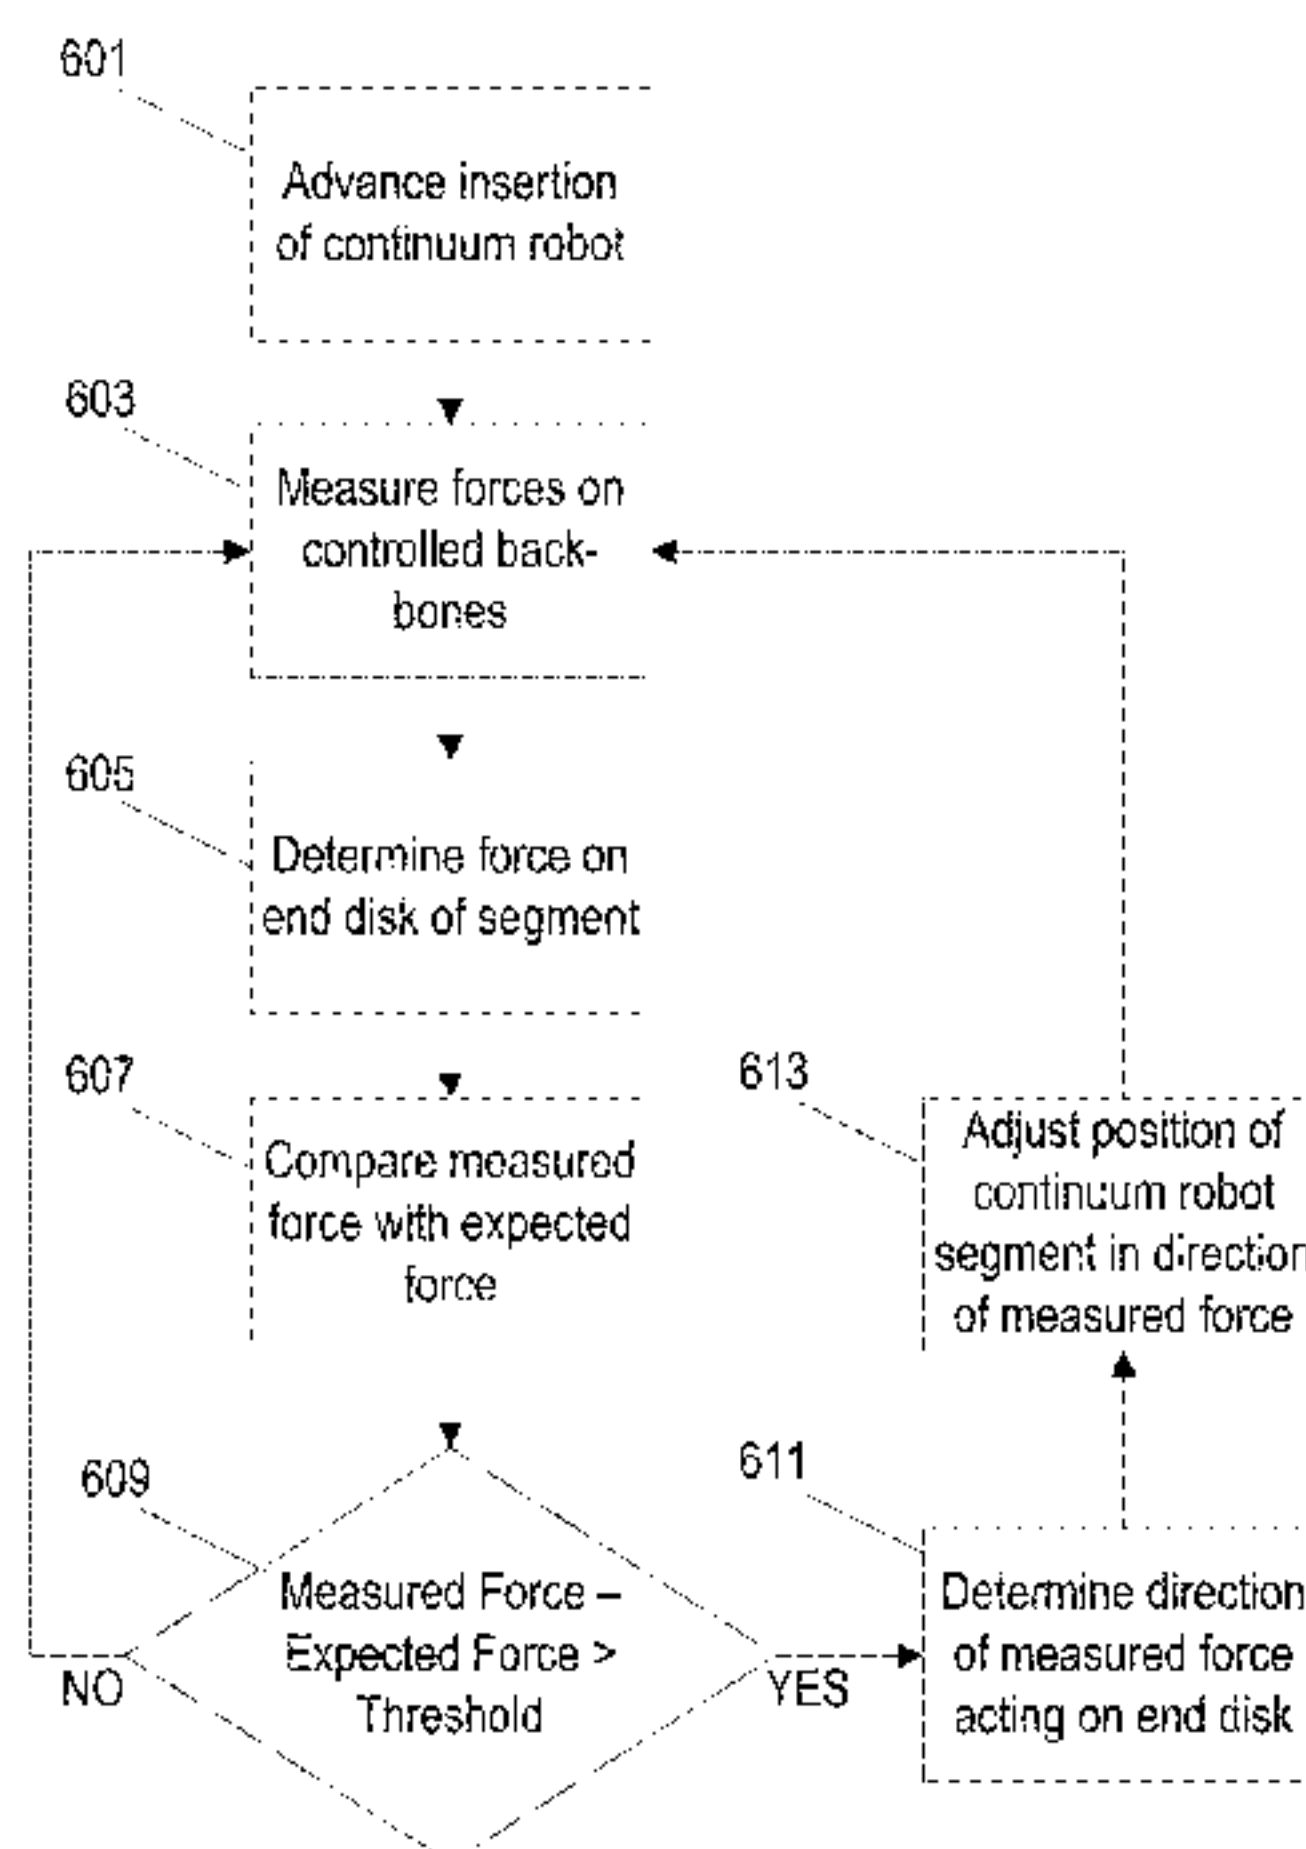 601
Advance insertion
of continuum robot
603
Measure forces on
controlled back-
bones
605
Determine force on
end disk of segment
607
Compare measured
force with expected
force
613
Adjust position of
continuum robot
segment in direction
of measured force
609
Measured Force –
Expected Force >
Threshold
NO
YES
611
Determine direction
of measured force
acting on end disk